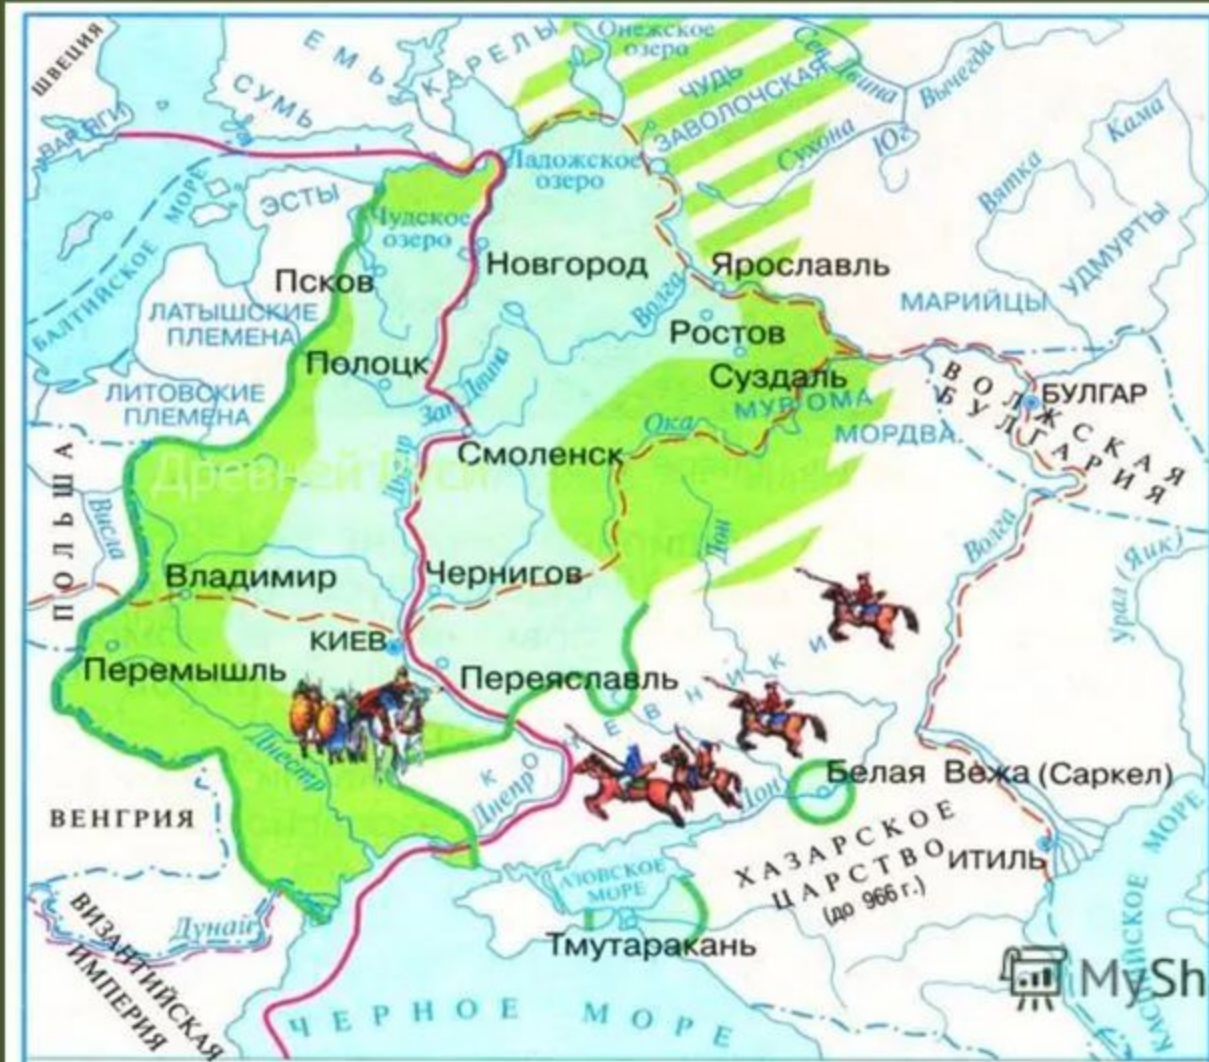 ШВЕЦИЯ
ЕМЬ
КАРЕЛЫ
Онежское
озеро
Сев. Двина
Вычегда
ЧУДЬ
ЗАВОЛОЧСКАЯ
СУМЬ
ВАРЯГИ
Сухона
Юг
Кама
Вятка
Ладожское
озеро
ЭСТЫ
Чудское
озеро
БАЛТИЙСКОЕ МОРЕ
Псков
Новгород
Волга
Ярославль
МАРИЙЦЫ
УДМУРТЫ
ЛАТЫШСКИЕ
ПЛЕМЕНА
Ростов
Полоцк
Зап. Двина
Суздаль
МУРОМА
ЛИТОВСКИЕ
ПЛЕМЕНА
Ока
МОРДВА
ВОЛЖСКАЯ
БУЛГАРИЯ
БУЛГАР
Древней Руси
Днепр
Смоленск
ПОЛЬША
Висла
Дон
Волга
Урал (Яик)
Владимир
Чернигов
КИЕВ
Перемышль
Переяславль
КОЧЕВНИКИ
Днестр
Днепр
Дон
Белая Вежа (Саркел)
ВЕНГРИЯ
ХАЗАРСКОЕ
ЦАРСТВО
(до 966 г.)
ИТИЛЬ
АЗОВСКОЕ
МОРЕ
Дунай
ВИЗАНТИЙСКАЯ
ИМПЕРИЯ
Тмутаракань
ЧЕРНОЕ МОРЕ
КАСПИЙСКОЕ МОРЕ
MySh